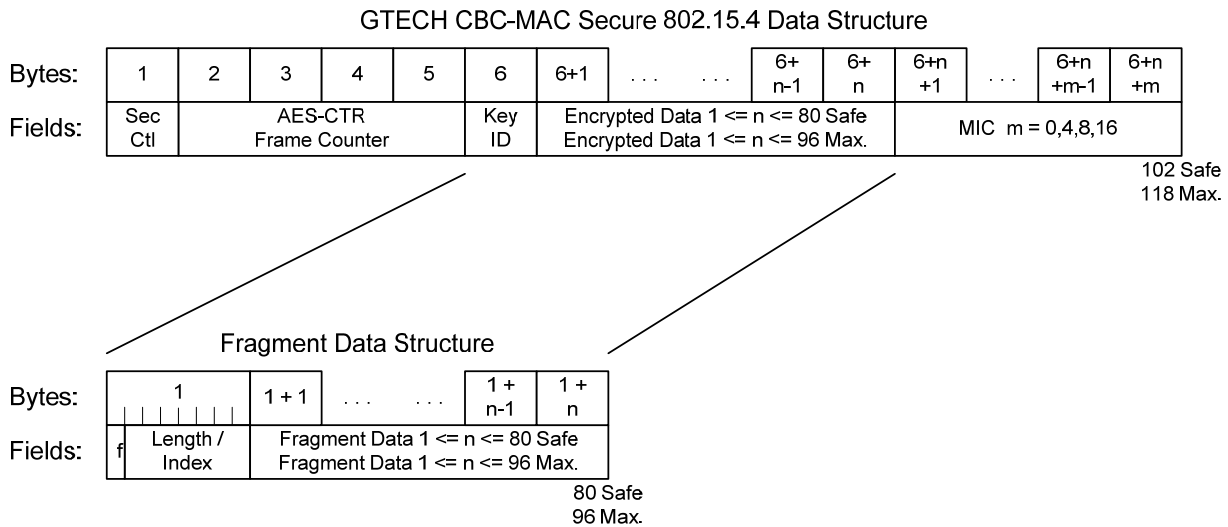 GTECH CBC-MAC Secure 802.15.4 Data Structure
Bytes: 1 2 3 4 5 6 6+1 . . . . . . 6+ n-1 6+ n 6+n +1 . . . 6+n +m-1 6+n +m
Fields: Sec Ctl AES-CTR Frame Counter Key ID Encrypted Data 1 <= n <= 80 Safe
Encrypted Data 1 <= n <= 96 Max. MIC m = 0,4,8,16
102 Safe
118 Max.
Fragment Data Structure
Bytes: 1 1 + 1 . . . . . . 1 + n-1 1 + n
Fields: f Length / Index Fragment Data 1 <= n <= 80 Safe
Fragment Data 1 <= n <= 96 Max.
80 Safe
96 Max.